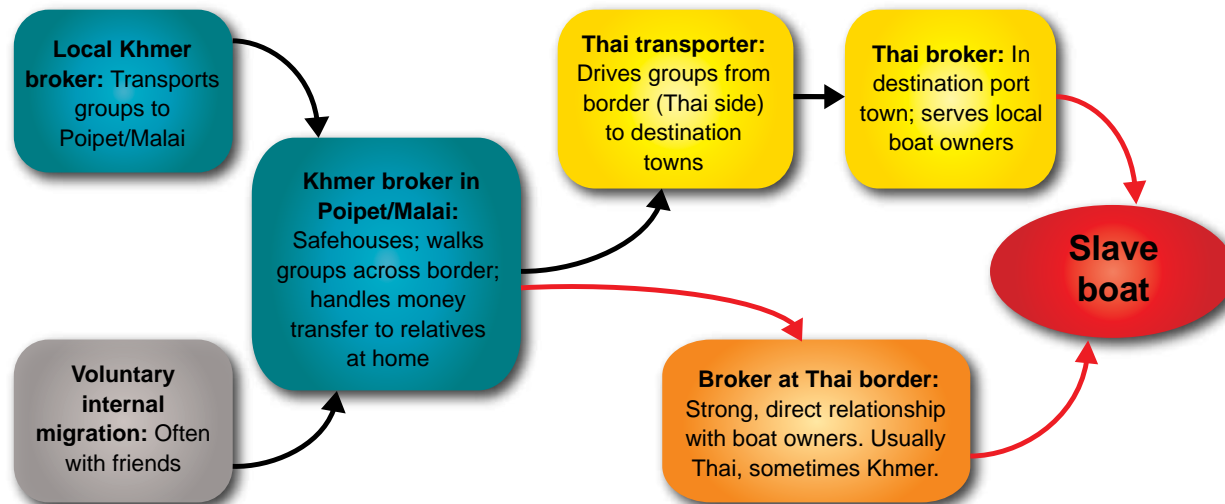 Local Khmer
broker: Transports
groups to
Poipet/Malai
Voluntary
internal
migration: Often
with friends
Khmer broker in
Poipet/Malai:
Safehouses; walks
groups across border;
handles money
transfer to relatives
at home
Thai transporter:
Drives groups from
border (Thai side)
to destination
towns
Thai broker: In
destination port
town; serves local
boat owners
Broker at Thai border:
Strong, direct relationship
with boat owners. Usually
Thai, sometimes Khmer.
Slave
boat